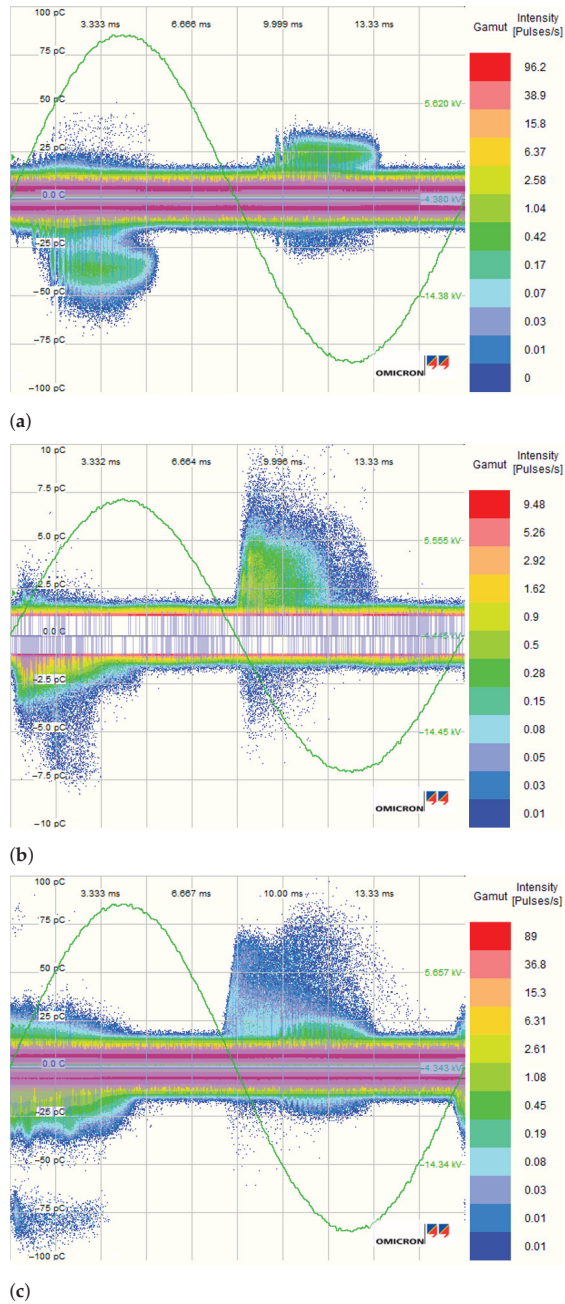 100 pC 3.333 ms 6.666 ms 9.999 ms 13.33 ms
75 pC
50 pC 5.620 kV
25 pC
0.0 C -4.380 kV
-25 pC
-50 pC -14.38 kV
-75 pC
-100 pC
OMICRON
Gamut Intensity
[Pulses/s]
96.2
38.9
15.8
6.37
2.58
1.04
0.42
0.17
0.07
0.03
0.01
0
(a)
10 pC 3.332 ms 6.664 ms 9.996 ms 13.33 ms
7.5 pC
5.0 pC 5.555 kV
2.5 pC
0.0 C -4.445 kV
-2.5 pC
-5.0 pC -14.45 kV
-7.5 pC
-10 pC
OMICRON
Gamut Intensity
[Pulses/s]
9.48
5.26
2.92
1.62
0.9
0.5
0.28
0.15
0.08
0.05
0.03
0.01
(b)
100 pC 3.333 ms 6.667 ms 10.00 ms 13.33 ms
75 pC
50 pC 5.657 kV
25 pC
0.0 C -4.343 kV
-25 pC
-50 pC -14.34 kV
-75 pC
-100 pC
OMICRON
Gamut Intensity
[Pulses/s]
89
36.8
15.3
6.31
2.61
1.08
0.45
0.19
0.08
0.03
0.01
0.01
(c)